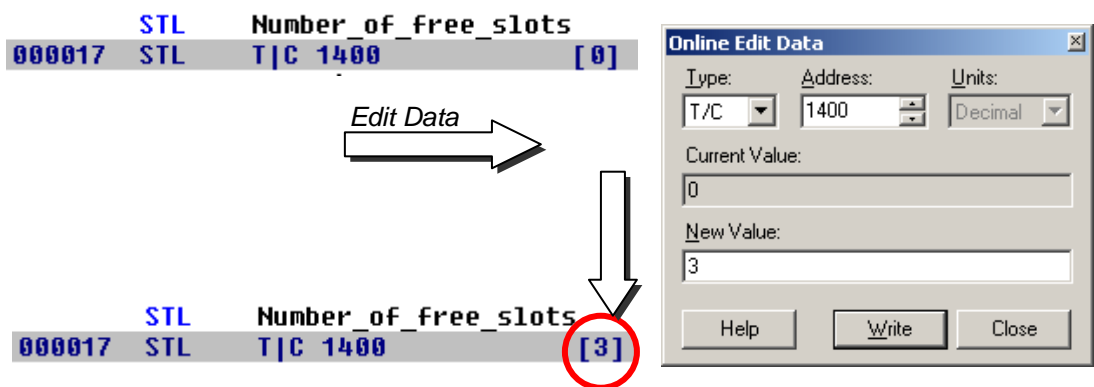 STL Number_of_free_slots
000017 STL T|C 1400 [0]
Edit Data
STL Number_of_free_slots
000017 STL T|C 1400 [3]
Online Edit Data
Type: Address: Units:
T/C 1400 Decimal
Current Value:
0
New Value:
3
Help Write Close